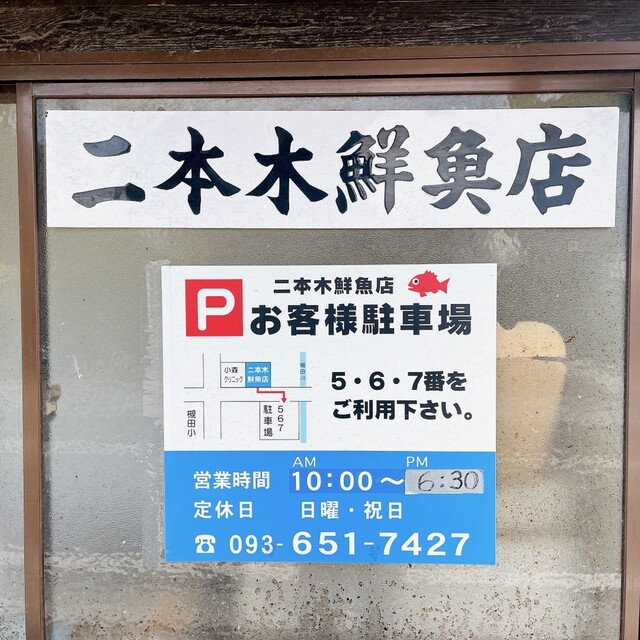 二本木鮮魚店
P
二本木鮮魚店
お客様駐車場
小森
クリニック
二本木
鮮魚店
槻田小
567
駐車場
5・6・7番を
ご利用下さい。
AM PM
営業時間 10:00～6:30
定休日 日曜・祝日
☎ 093-651-7427